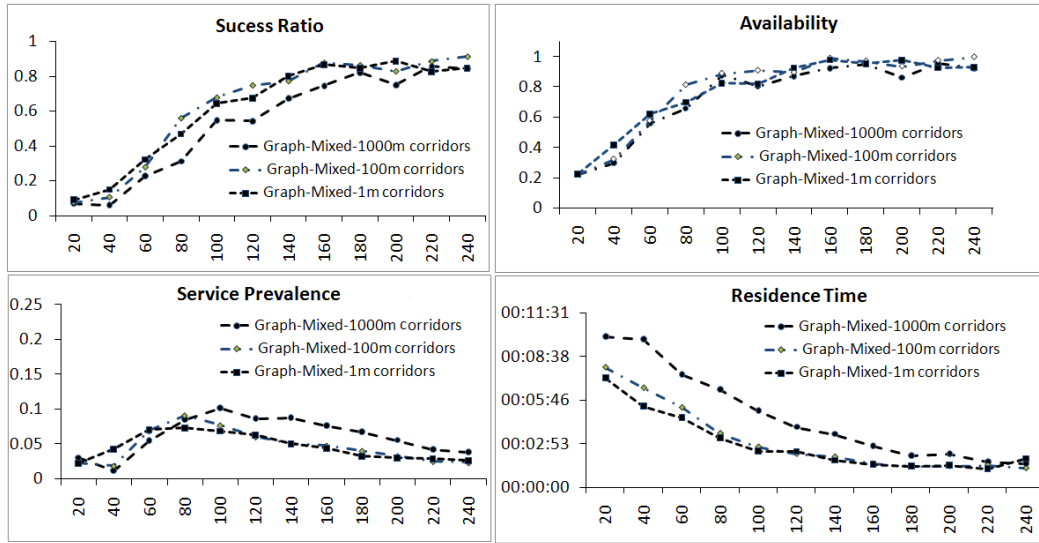 Sucess Ratio
1
0.8
0.6
0.4
0.2
0
Graph-Mixed-1000m corridors
Graph-Mixed-100m corridors
Graph-Mixed-1m corridors
20 40 60 80 100 120 140 160 180 200 220 240
Availability
1
0.8
0.6
0.4
0.2
0
Graph-Mixed-1000m corridors
Graph-Mixed-100m corridors
Graph-Mixed-1m corridors
20 40 60 80 100 120 140 160 180 200 220 240
Service Prevalence
0.25
0.2
0.15
0.1
0.05
0
Graph-Mixed-1000m corridors
Graph-Mixed-100m corridors
Graph-Mixed-1m corridors
20 40 60 80 100 120 140 160 180 200 220 240
Residence Time
00:11:31
00:08:38
00:05:46
00:02:53
00:00:00
Graph-Mixed-1000m corridors
Graph-Mixed-100m corridors
Graph-Mixed-1m corridors
20 40 60 80 100 120 140 160 180 200 220 240